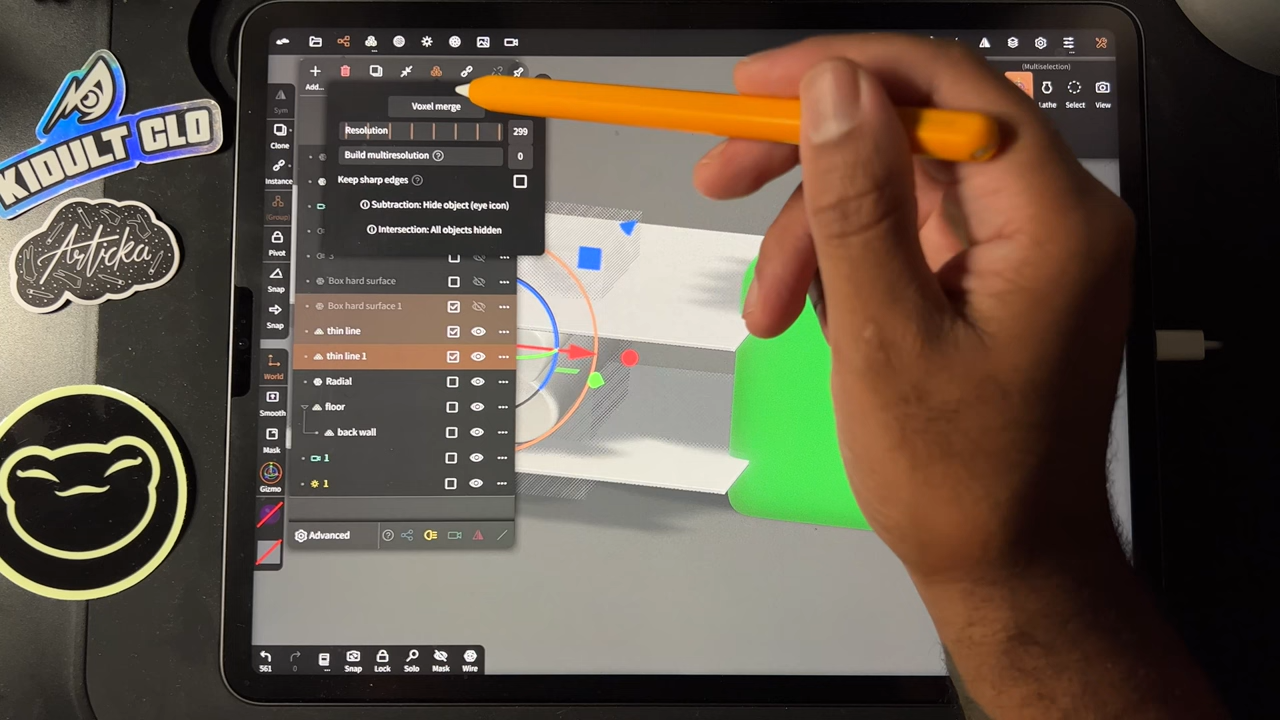 KIDULT CLO
Articka
(Multiselection)
Add...
Voxel merge
Resolution 299
Build multiresolution ? 0
Keep sharp edges ?
Subtraction: Hide object (eye icon)
Intersection: All objects hidden
Box hard surface
Box hard surface 1
thin line
thin line 1
Radial
floor
back wall
1
1
Advanced ?
Sym
Clone
Instance
(Group)
Pivot
Snap
Snap
World
Smooth
Mask
Gizmo
Lathe
Select
View
561
0
...
Snap
Lock
Solo
Mask
Wire